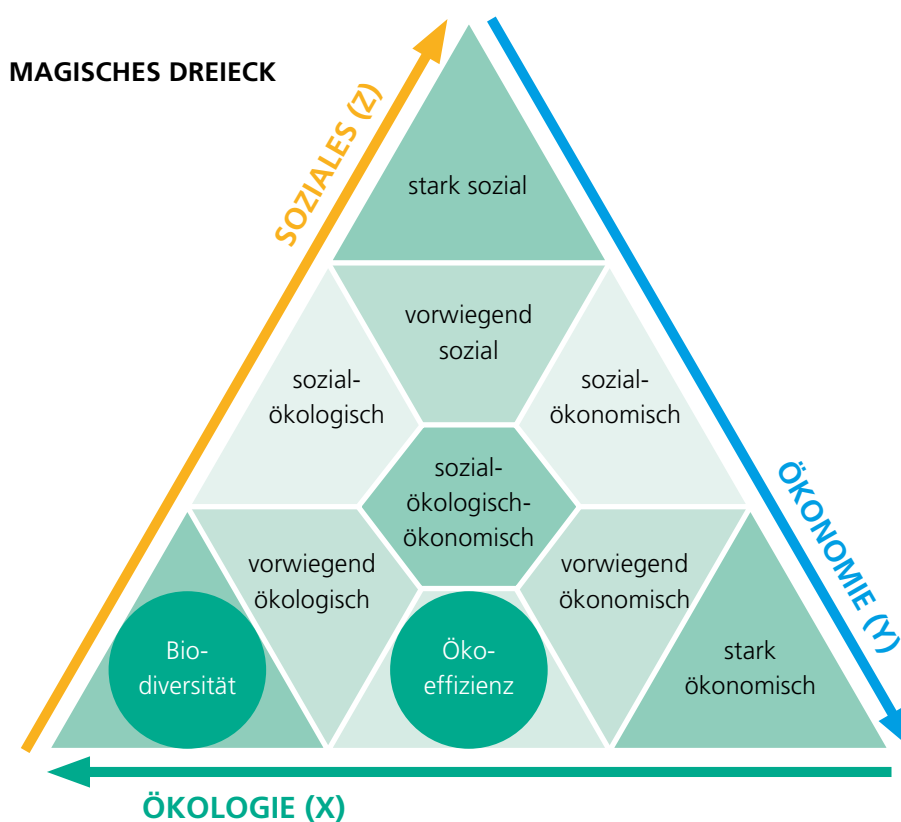 MAGISCHES DREIECK
SOZIALES (Z)
stark sozial
vorwiegend
sozial
sozial-
ökologisch
sozial-
ökonomisch
sozial-
ökologisch-
ökonomisch
ÖKONOMIE (Y)
vorwiegend
ökologisch
vorwiegend
ökonomisch
Bio-
diversität
Öko-
effizienz
stark
ökonomisch
ÖKOLOGIE (X)